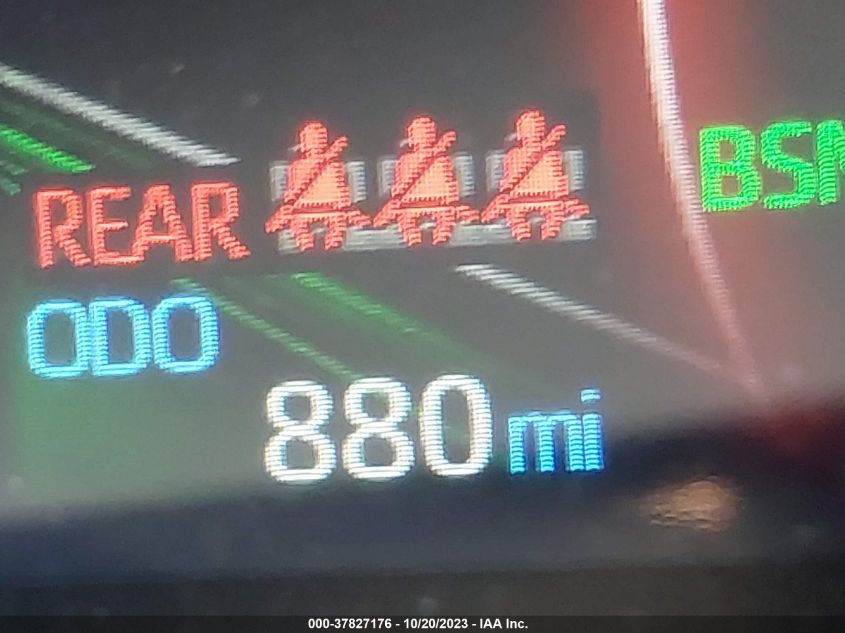 REAR
BSM
ODO
880 mi
000-37827176 - 10/20/2023 - IAA Inc.